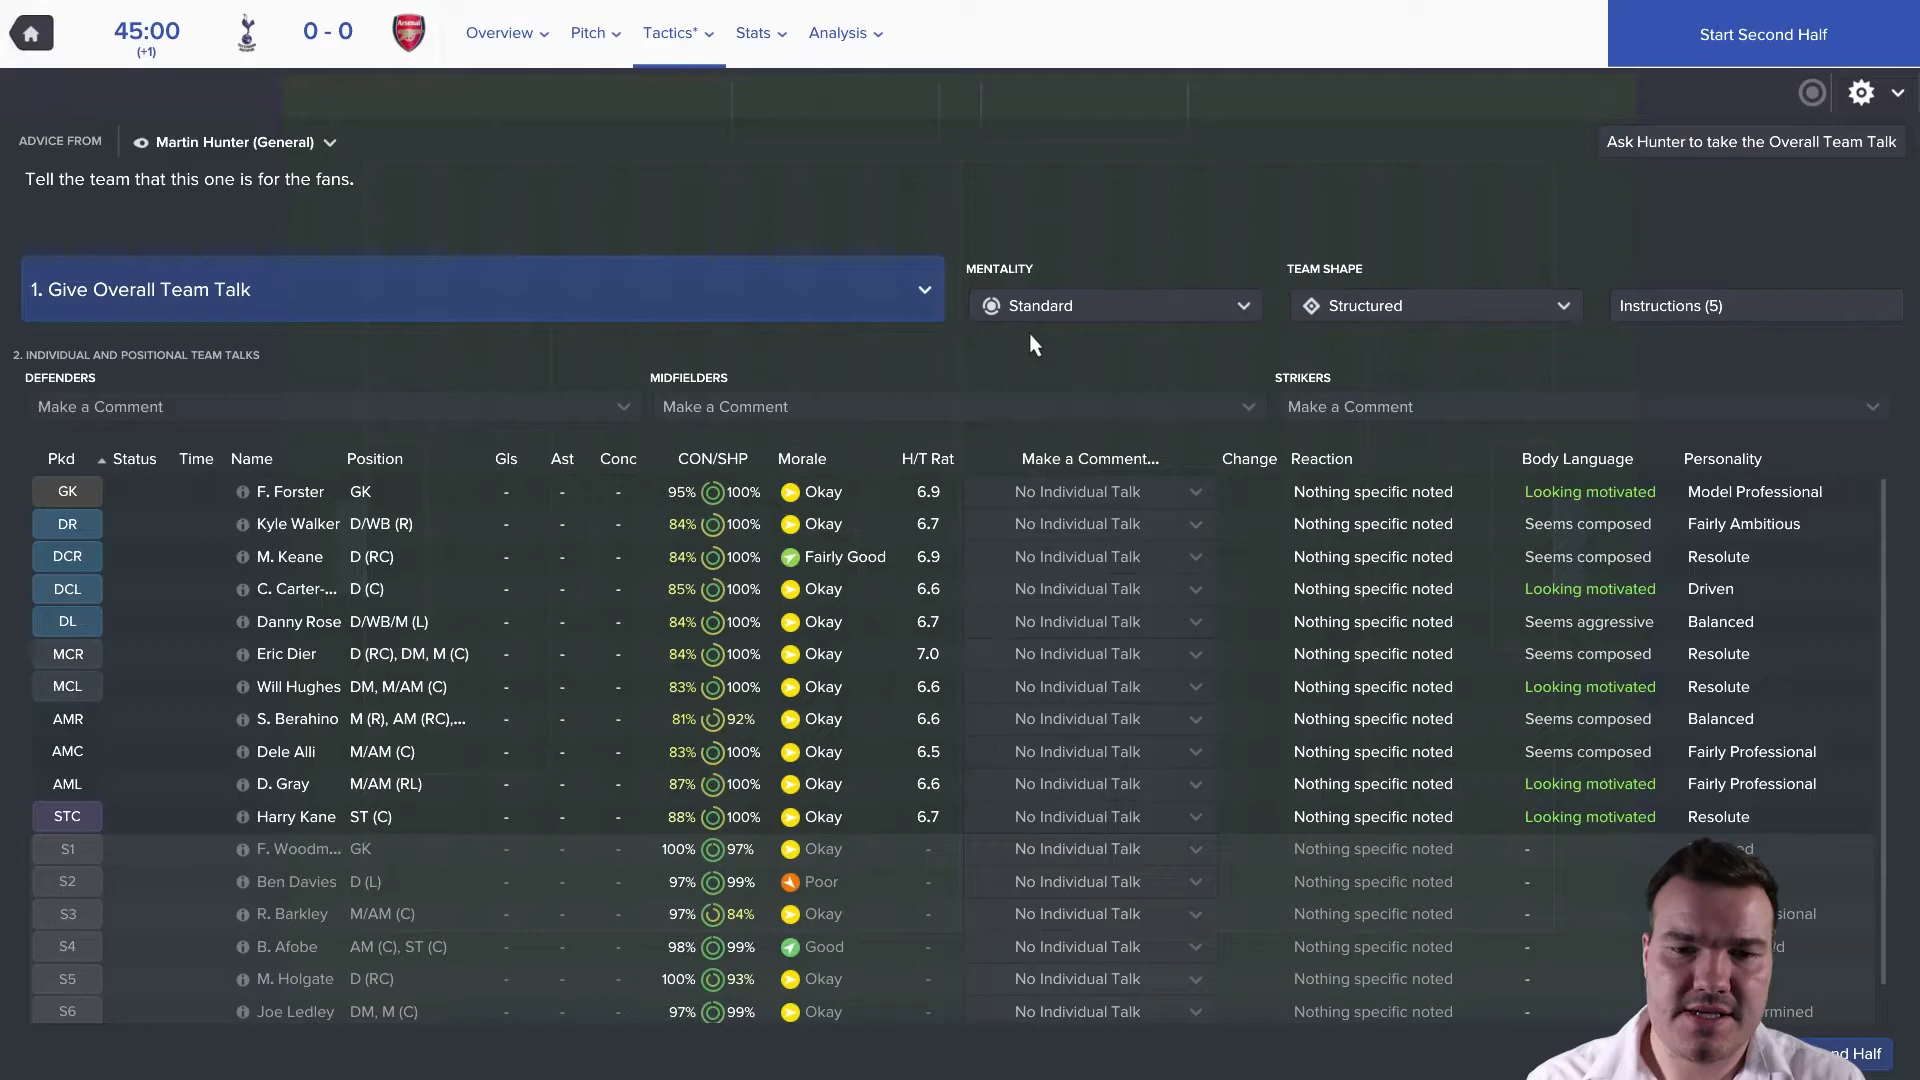 45:00
(+1)
0 - 0
Arsenal
Overview
Pitch
Tactics*
Stats
Analysis
Start Second Half
ADVICE FROM
Martin Hunter (General)
Ask Hunter to take the Overall Team Talk
Tell the team that this one is for the fans.
1. Give Overall Team Talk
MENTALITY
Standard
TEAM SHAPE
Structured
Instructions (5)
2. INDIVIDUAL AND POSITIONAL TEAM TALKS
DEFENDERS MIDFIELDERS STRIKERS
Make a Comment Make a Comment Make a Comment
Pkd Status Time Name Position Gls Ast Conc CON/SHP Morale H/T Rat Make a Comment... Change Reaction Body Language Personality
GK F. Forster GK - - - 95% 100% Okay 6.9 No Individual Talk Nothing specific noted Looking motivated Model Professional
DR Kyle Walker D/WB (R) - - - 84% 100% Okay 6.7 No Individual Talk Nothing specific noted Seems composed Fairly Ambitious
DCR M. Keane D (RC) - - - 84% 100% Fairly Good 6.9 No Individual Talk Nothing specific noted Seems composed Resolute
DCL C. Carter-... D (C) - - - 85% 100% Okay 6.6 No Individual Talk Nothing specific noted Looking motivated Driven
DL Danny Rose D/WB/M (L) - - - 84% 100% Okay 6.7 No Individual Talk Nothing specific noted Seems aggressive Balanced
MCR Eric Dier D (RC), DM, M (C) - - - 84% 100% Okay 7.0 No Individual Talk Nothing specific noted Seems composed Resolute
MCL Will Hughes DM, M/AM (C) - - - 83% 100% Okay 6.6 No Individual Talk Nothing specific noted Looking motivated Resolute
AMR S. Berahino M (R), AM (RC),... - - - 81% 92% Okay 6.6 No Individual Talk Nothing specific noted Seems composed Balanced
AMC Dele Alli M/AM (C) - - - 83% 100% Okay 6.5 No Individual Talk Nothing specific noted Seems composed Fairly Professional
AML D. Gray M/AM (RL) - - - 87% 100% Okay 6.6 No Individual Talk Nothing specific noted Looking motivated Fairly Professional
STC Harry Kane ST (C) - - - 88% 100% Okay 6.7 No Individual Talk Nothing specific noted Looking motivated Resolute
S1 F. Woodm... GK - - - 100% 97% Okay - No Individual Talk Nothing specific noted -
S2 Ben Davies D (L) - - - 97% 99% Poor - No Individual Talk Nothing specific noted -
S3 R. Barkley M/AM (C) - - - 97% 84% Okay - No Individual Talk Nothing specific noted -
S4 B. Afobe AM (C), ST (C) - - - 98% 99% Good - No Individual Talk Nothing specific noted -
S5 M. Holgate D (RC) - - - 100% 93% Okay - No Individual Talk Nothing specific noted -
S6 Joe Ledley DM, M (C) - - - 97% 99% Okay - No Individual Talk Nothing specific noted -
Half